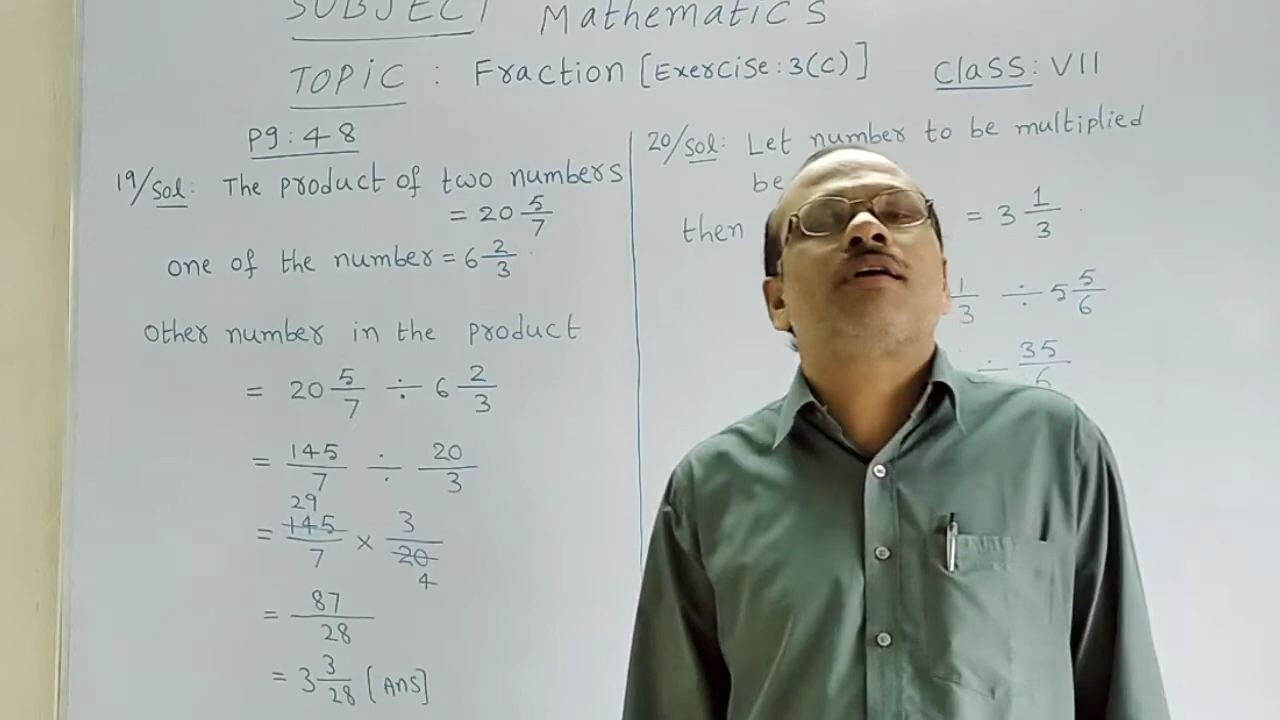 SUBJECT Mathematics
TOPIC : Fraction [Exercise : 3(C)] Class : VII
Pg : 48
19/Sol : The product of two numbers
= 20 5/7
one of the number = 6 2/3
Other number in the product
= 20 5/7 ÷ 6 2/3
= 145/7 ÷ 20/3
29
= 145/7 × 3/20
4
= 87/28
= 3 3/28 [Ans]
20/Sol : Let number to be multiplied
be
then = 3 1/3
1/3 ÷ 5 5/6
÷ 35/6